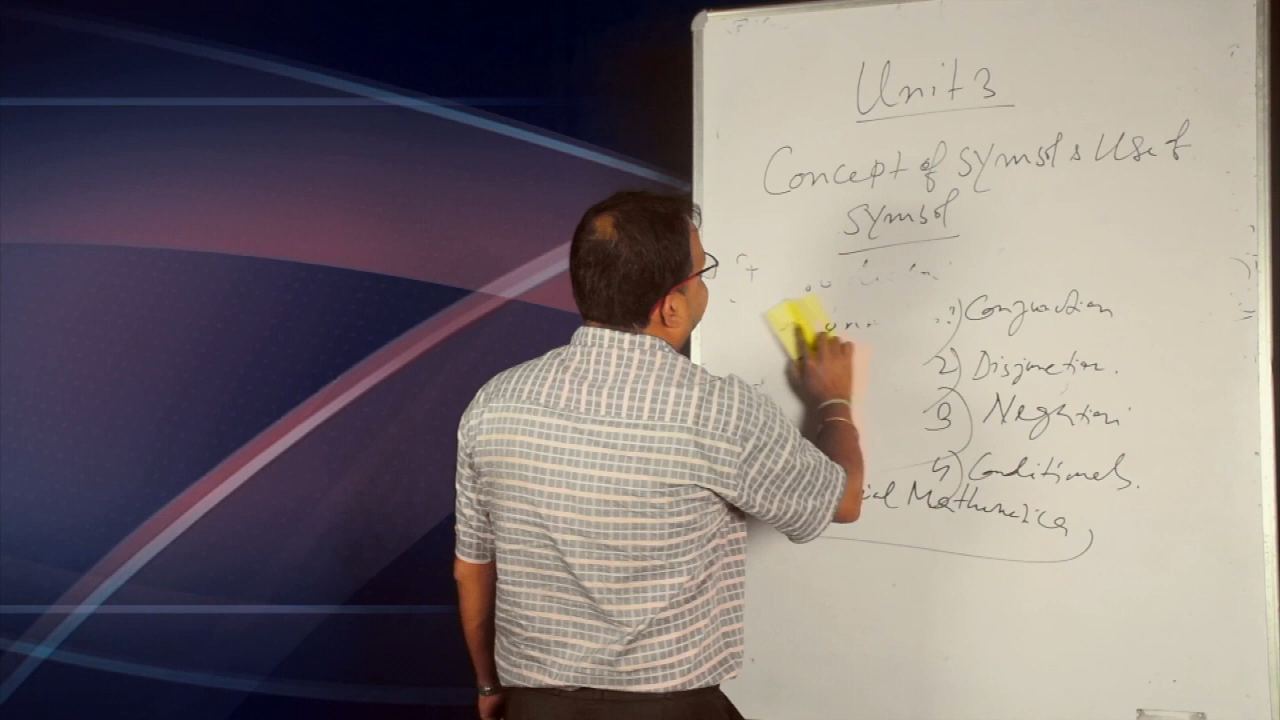 Unit 3
Concept of symbol & Use of
symbol
1) Conjunction
2) Disjunction.
3) Negation
4) Conditionals.
Mathematica